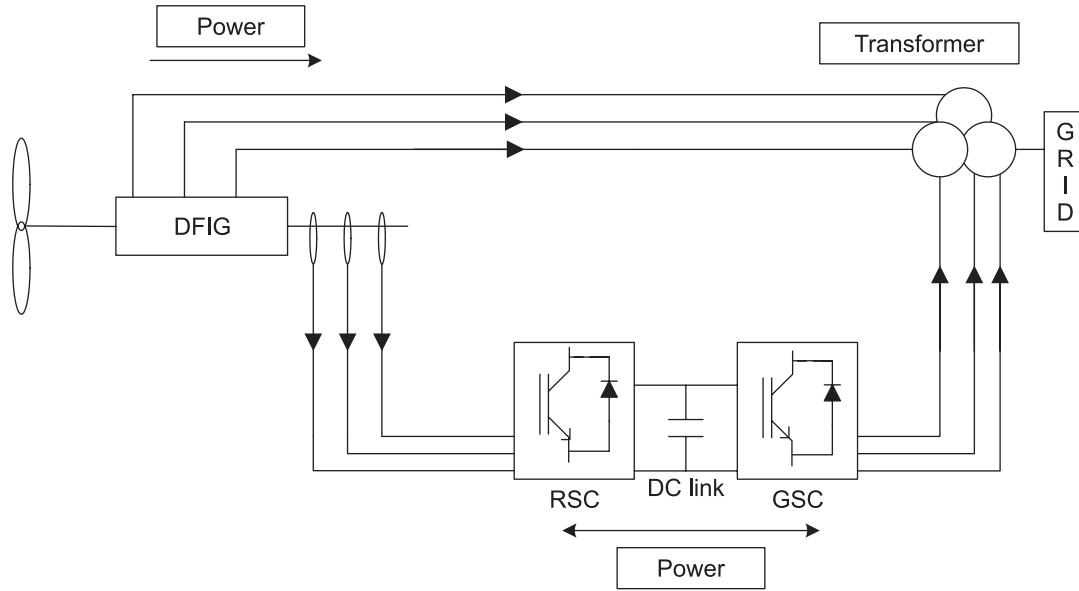 Power
Transformer
G
R
I
D
DFIG
DC link
RSC
GSC
Power